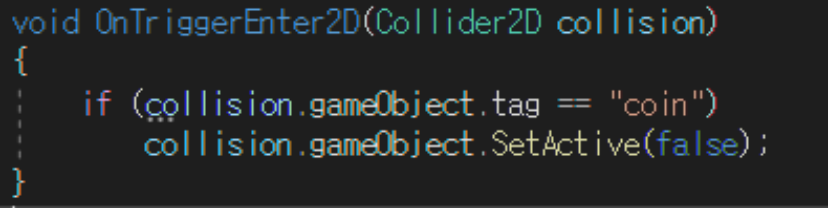 void OnTriggerEnter2D(Collider2D collision)
{
if (collision.gameObject.tag == "coin")
collision.gameObject.SetActive(false);
}